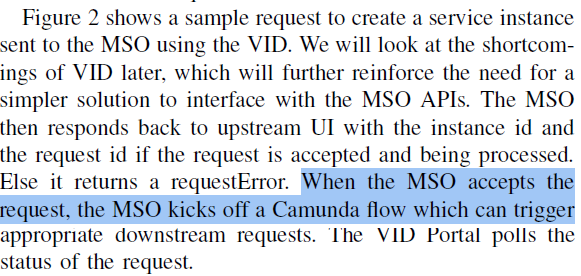 Figure 2 shows a sample request to create a service instance
sent to the MSO using the VID. We will look at the shortcom-
ings of VID later, which will further reinforce the need for a
simpler solution to interface with the MSO APIs. The MSO
then responds back to upstream UI with the instance id and
the request id if the request is accepted and being processed.
Else it returns a requestError. When the MSO accepts the
request, the MSO kicks off a Camunda flow which can trigger
appropriate downstream requests. The VID Portal polls the
status of the request.